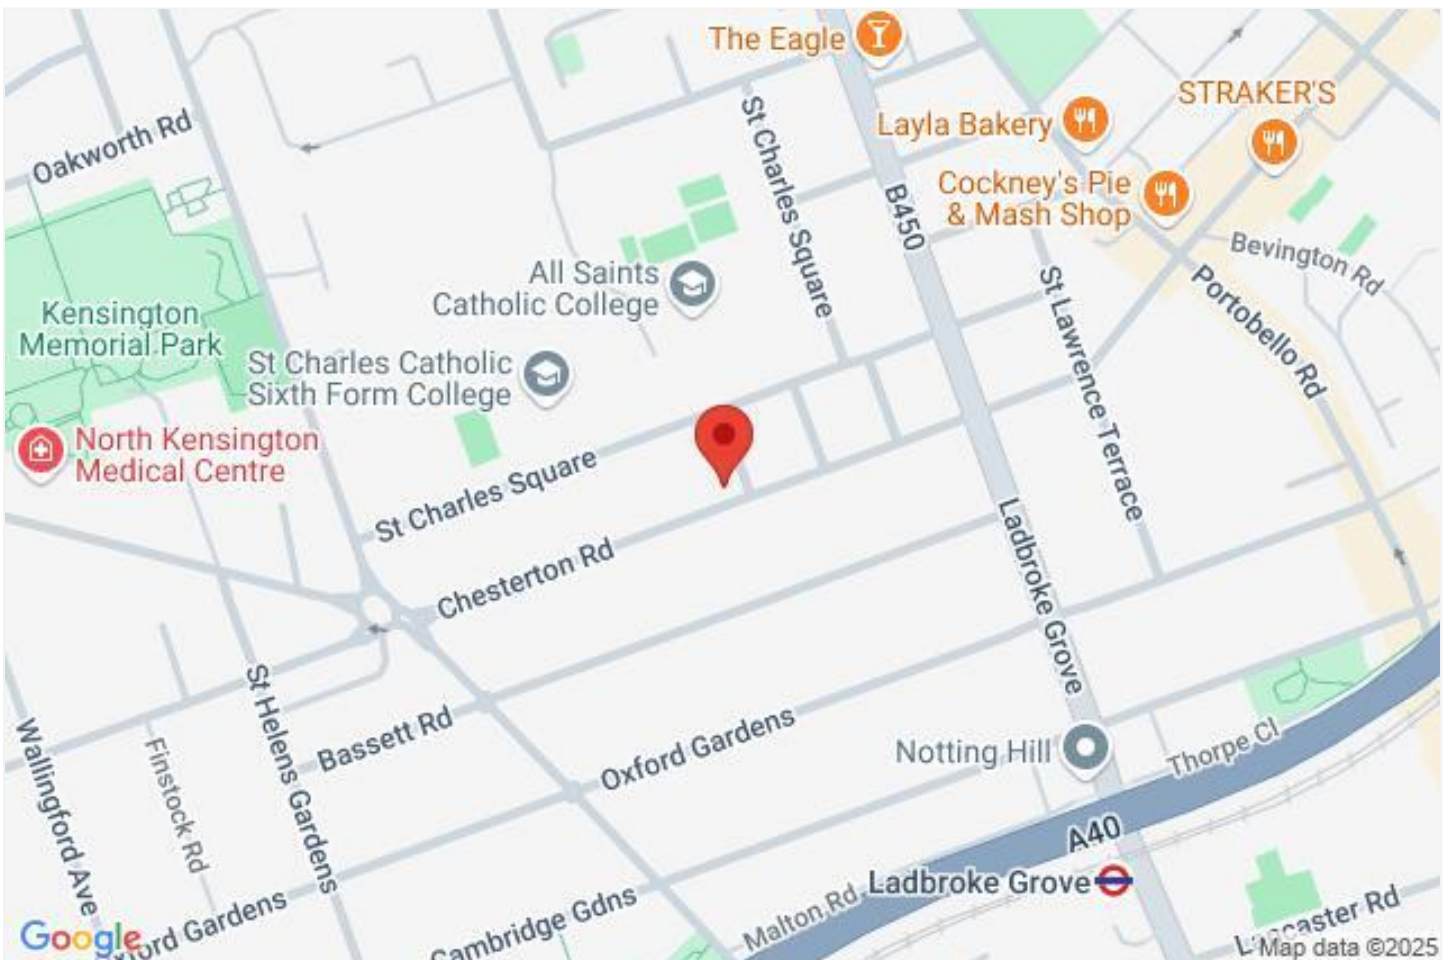 The Eagle
STRAKER'S
Layla Bakery
Oakworth Rd
St Charles Square
Cockney's Pie
& Mash Shop
B450
Bevington Rd
All Saints
Catholic College
Kensington
Memorial Park
St Lawrence Terrace
Portobello Rd
St Charles Catholic
Sixth Form College
North Kensington
Medical Centre
St Charles Square
Chesterton Rd
Ladbroke Grove
St Helens Gardens
Bassett Rd
Oxford Gardens
Notting Hill
Thorpe Cl
Wallingford Ave
Finstock Rd
A40
Ladbroke Grove
Malton Rd
Lancaster Rd
Cambridge Gdns
xford Gardens
Google
Map data ©2025